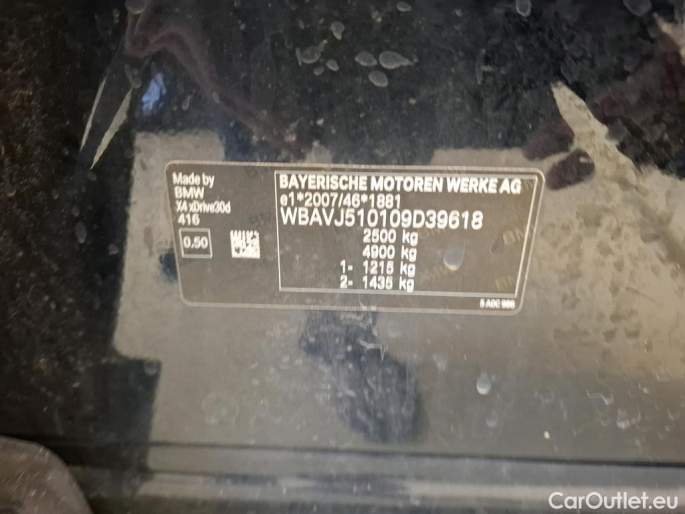 Made by
BMW
X4 xDrive30d
416
0.50
BAYERISCHE MOTOREN WERKE AG
e1*2007/46*1881
WBAVJ510109D39618
2500 kg
4900 kg
1- 1215 kg
2- 1435 kg
CarOutlet.eu